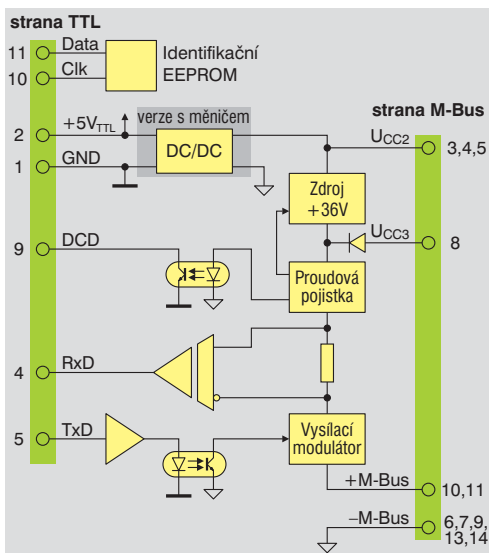 strana TTL
11 Data
10 Clk
Identifikační
EEPROM
strana M-Bus
verze s měničem
2 +5VTTL
1 GND
DC/DC
UCC2
3,4,5
Zdroj
+36V
UCC3
8
9 DCD
Proudová
pojistka
4 RxD
5 TxD
Vysílací
modulátor
+M-Bus
10,11
–M-Bus
6,7,9,
13,14